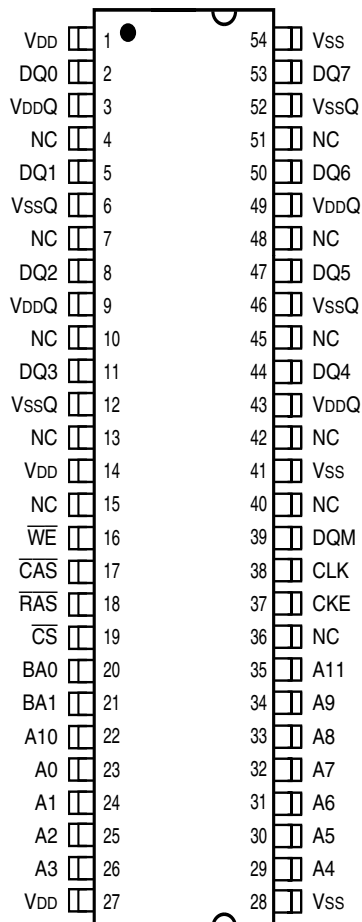 VDD 1 54 VSS
DQ0 2 53 DQ7
VDDQ 3 52 VSSQ
NC 4 51 NC
DQ1 5 50 DQ6
VSSQ 6 49 VDDQ
NC 7 48 NC
DQ2 8 47 DQ5
VDDQ 9 46 VSSQ
NC 10 45 NC
DQ3 11 44 DQ4
VSSQ 12 43 VDDQ
NC 13 42 NC
VDD 14 41 VSS
NC 15 40 NC
W̅E̅ 16 39 DQM
C̅A̅S̅ 17 38 CLK
R̅A̅S̅ 18 37 CKE
C̅S̅ 19 36 NC
BA0 20 35 A11
BA1 21 34 A9
A10 22 33 A8
A0 23 32 A7
A1 24 31 A6
A2 25 30 A5
A3 26 29 A4
VDD 27 28 VSS